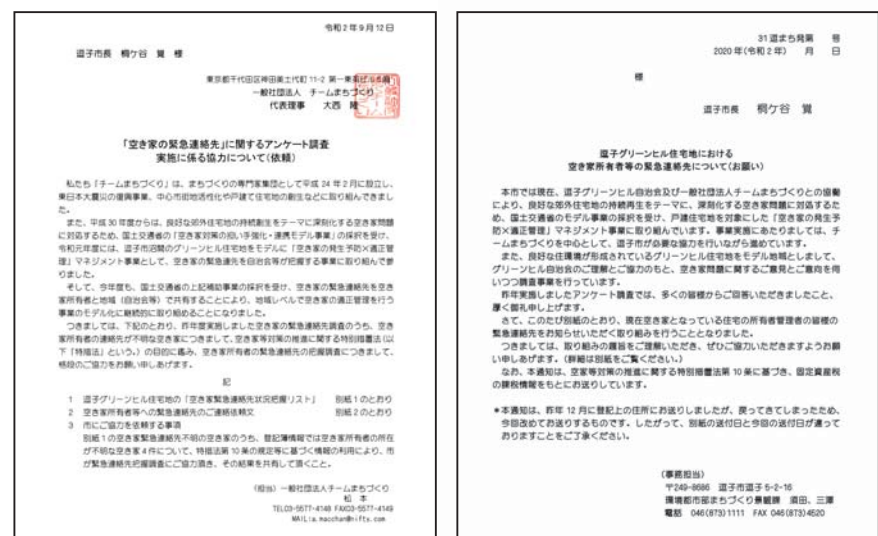 令和2年9月12日
逗子市長 桐ケ谷 覚 様
東京都千代田区神田美土代町 11-2 第一東英ビル6階
一般社団法人 チームまちづくり
代表理事 大西 隆
「空き家の緊急連絡先」に関するアンケート調査
実施に係る協力について(依頼)
私たち「チームまちづくり」は、まちづくりの専門家集団として平成 24 年2月に設立し、
東日本大震災の復興事業、中心市街地活性化や戸建て住宅地の創生などに取り組んできまし
た。
また、平成 30 年度からは、良好な郊外住宅地の持続創生をテーマに深刻化する空き家問題
に対応するため、国土交通省の「空き家対策の担い手強化・連携モデル事業」の採択を受け、
令和元年度には、逗子市沼間のグリーンヒル住宅地をモデルに「空き家の発生予防×適正管
理」マネジメント事業として、空き家の緊急連絡先を自治会等が把握する事業に取り組んで参
りました。
そして、今年度も、国土交通省の上記補助事業の採択を受け、空き家所有者の緊急連絡先を空き
家所有者と地域(自治会等)で共有することにより、地域レベルで空き家の適正管理を行う
事業のモデル化に継続的に取り組めることになりました。
つきましては、下記のとおり、昨年度実施しました空き家の緊急連絡先調査のうち、空き
家所有者の連絡が不明な空き家につきまして、空き家等対策の推進に関する特別措置法(以
下「特措法」という。)の目的に鑑み、空き家所有者の緊急連絡先の把握調査につきまして、
格段のご協力をお願い申しあげます。
記
1 逗子グリーンヒル住宅地の「空き家緊急連絡先状況把握リスト」 別紙1のとおり
2 空き家所有者等への緊急連絡先のご連絡依頼文 別紙2のとおり
3 市にご協力を依頼する事項
別紙1の空き家緊急連絡先不明の空き家のうち、登記簿情報では空き家所有者の所在
が不明な空き家4件について、特措法第10条の規定等に基づく情報の利用により、市
が緊急連絡先把握調査にご協力頂き、その結果を共有して頂くこと。
(担当) 一般社団法人チームまちづくり
松 本
TEL03-5577-4148 FAX03-5577-4149
MAIL:a.macchan@nifty.com
31 逗まち発第 号
2020 年(令和2年) 月 日
様
逗子市長 桐ケ谷 覚
逗子グリーンヒル住宅地における
空き家所有者等の緊急連絡先について(お願い)
本市では現在、逗子グリーンヒル自治会及び一般社団法人チームまちづくりとの協働
により、良好な郊外住宅地の持続再生をテーマに、深刻化する空き家問題に対応するた
め、国土交通省のモデル事業の採択を受け、戸建住宅地を対象にした「空き家の発生予
防×適正管理」マネジメント事業に取り組んでいます。事業実施にあたりましては、チ
ームまちづくりを中心として、逗子市が必要な協力を行いながら進めています。
また、良好な住環境が形成されているグリーンヒル住宅地をモデル地域としまして、
グリーンヒル自治会のご理解とご協力のもと、空き家問題に関するご意見とご意向を伺
いつつ調査事業を行っています。
昨年実施しましたアンケート調査では、多くの皆様からご回答いただきましたこと、
厚く御礼申し上げます。
さて、このたび別紙のとおり、現在空き家となっている住宅の所有者管理者の皆様の
緊急連絡先をお知らせいただく取り組みを行うこととなりました。
つきましては、取り組みの趣旨をご理解いただき、ぜひご協力いただきますようお願
い申しあげます。(詳細は別紙をご覧ください。)
なお、本通知は、空家等対策の推進に関する特別措置法第 10 条に基づき、固定資産税
の課税情報をもとにお送りしています。
*本通知は、昨年 12 月に登記上の住所にお送りしましたが、戻ってきてしまったため、
今回改めてお送りするものです。したがって、別紙の送付日と今回の送付日が違って
おりますことをご了承ください。
(事務担当)
〒249-8686 逗子市逗子 5-2-16
環境都市部まちづくり景観課 須田、三澤
電話 046(873)1111 FAX 046(873)4520